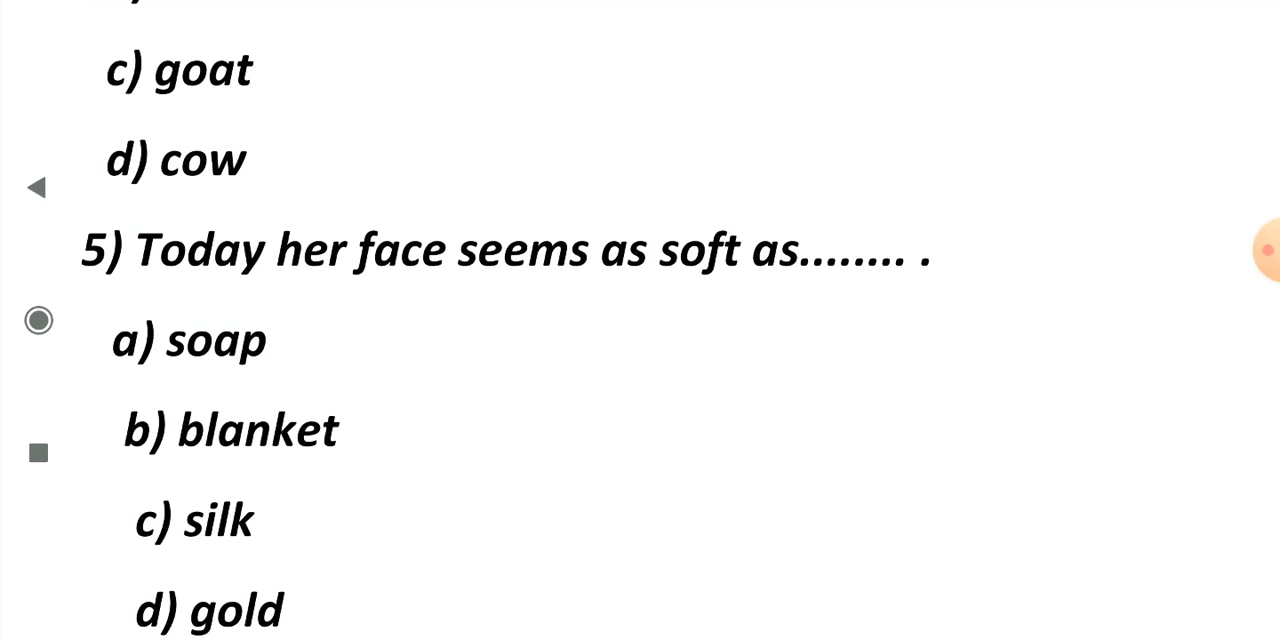 c) goat
d) cow
5) Today her face seems as soft as........ .
a) soap
b) blanket
c) silk
d) gold